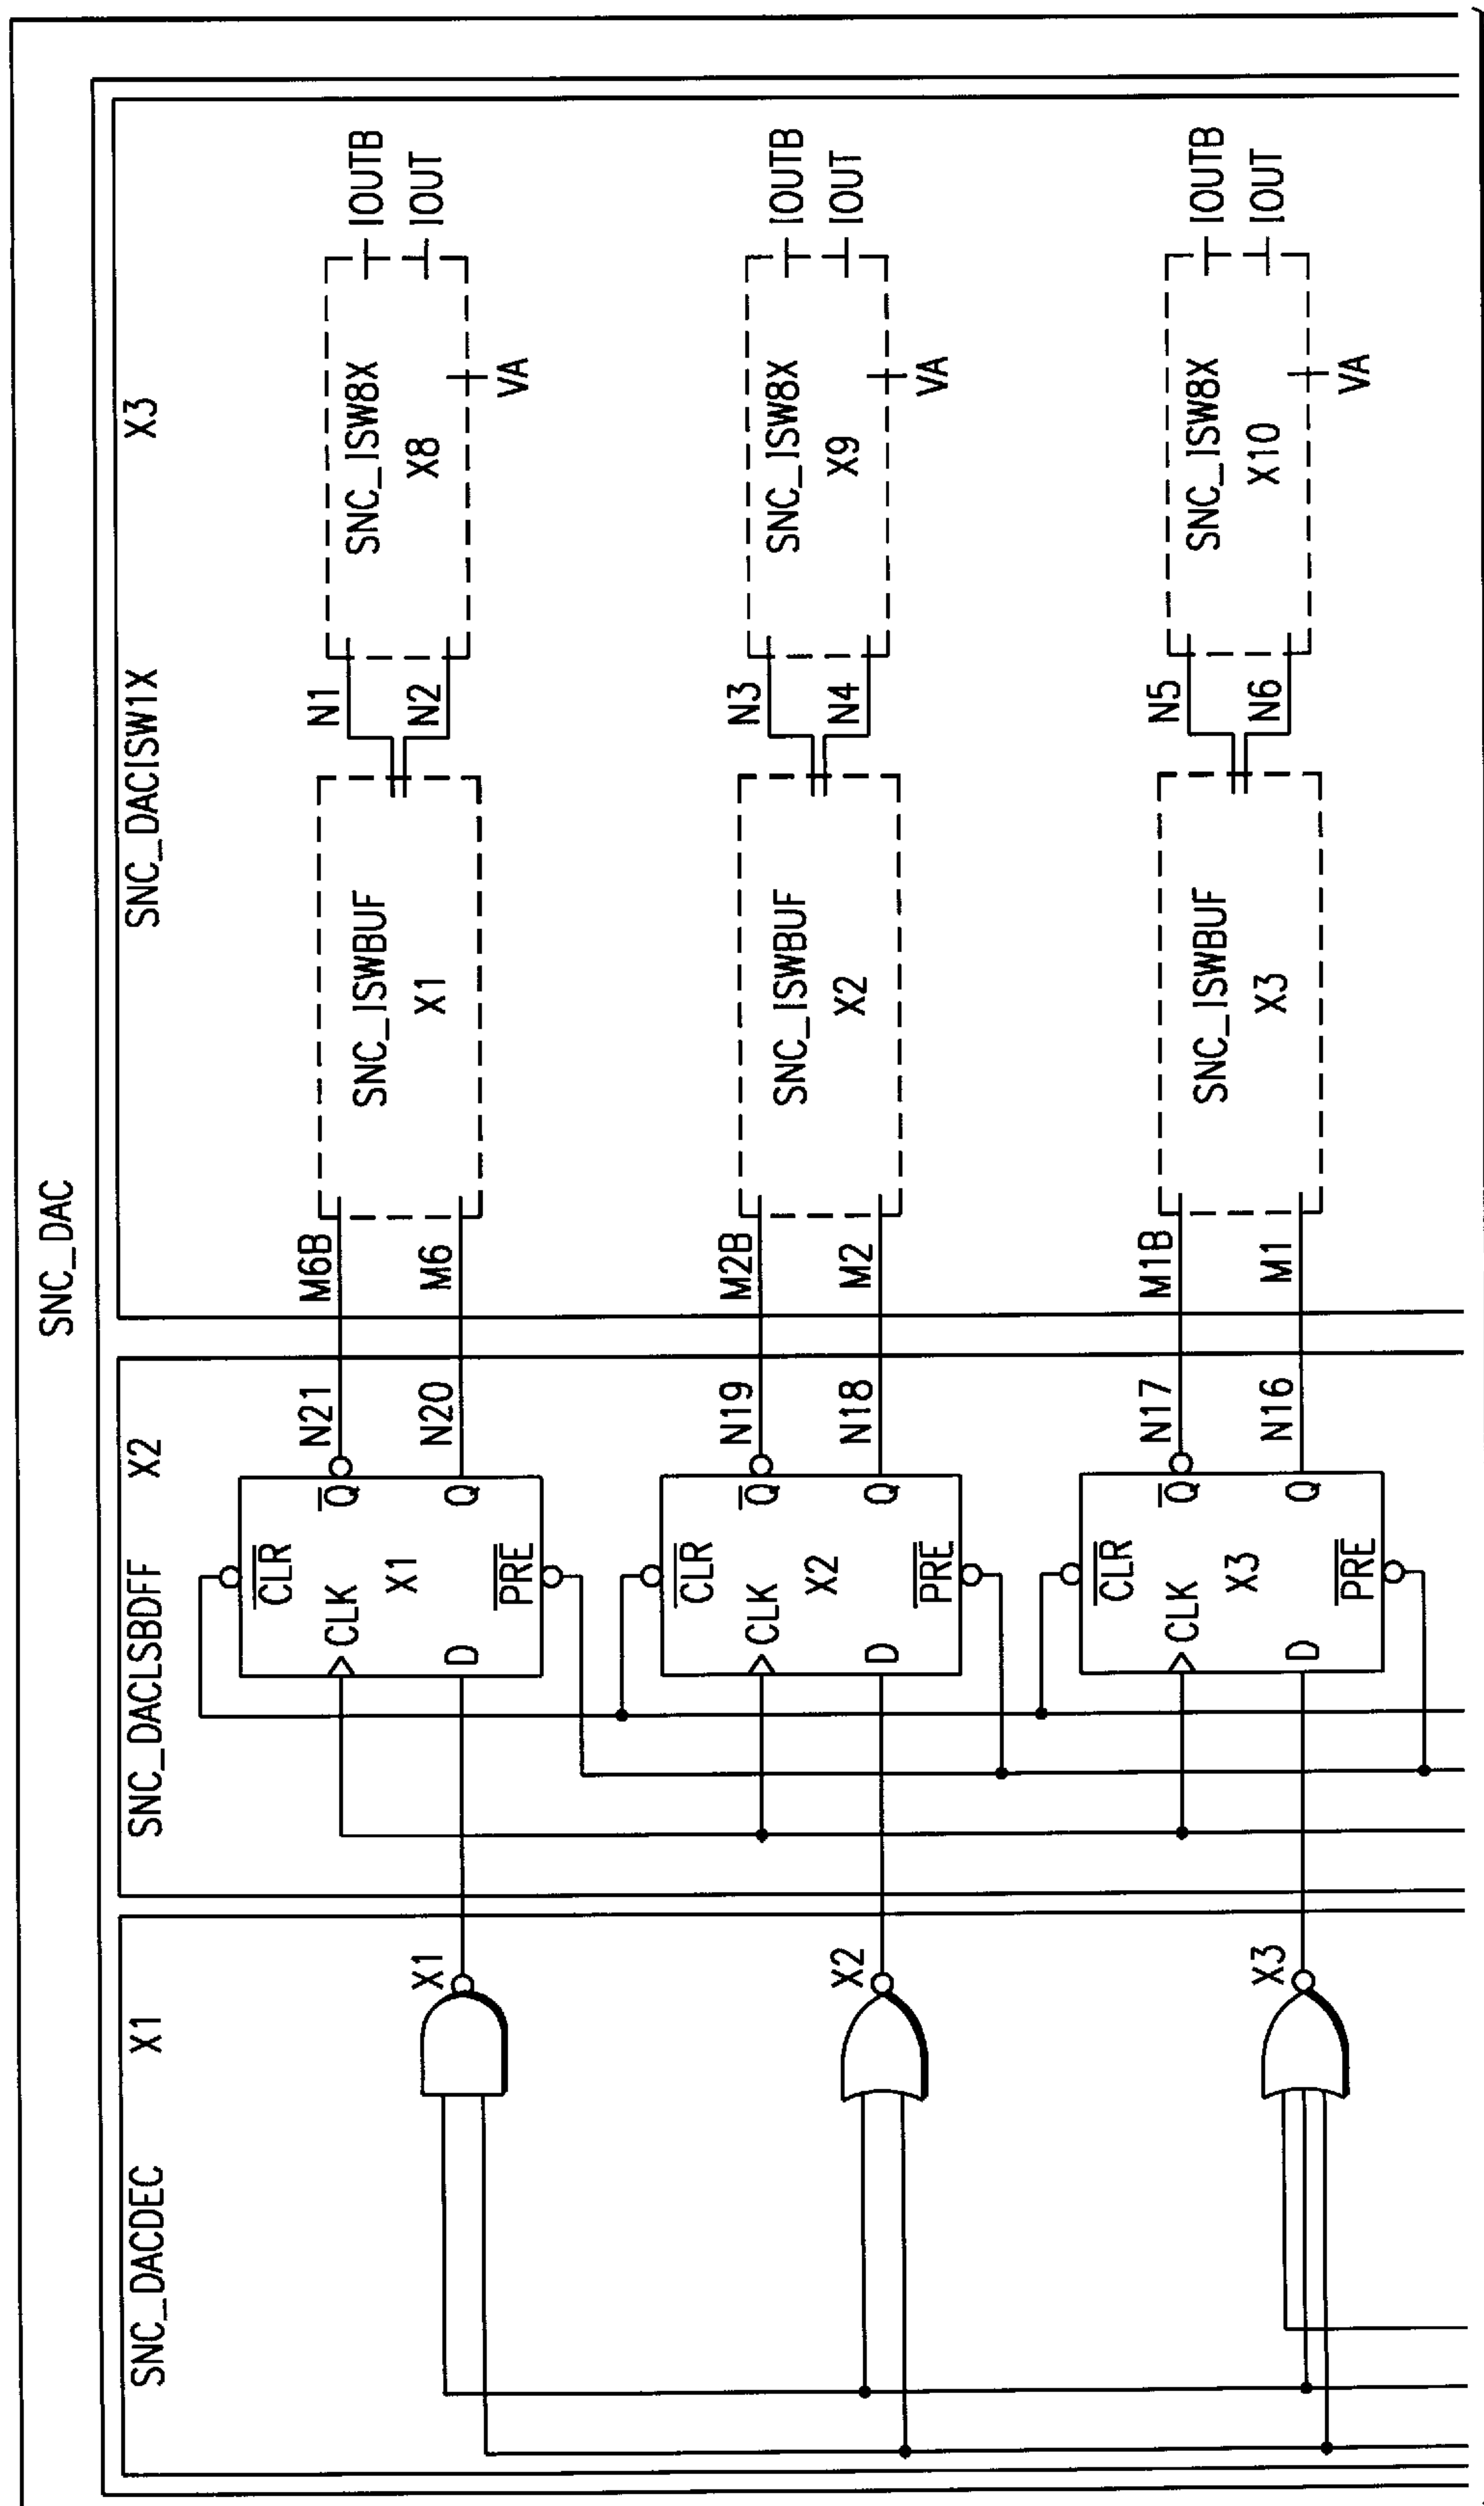 SNC_DAC
SNC_DACDEC X1
SNC_DACLSBDFF X2
SNC_DACISW1X X3
X1
CLR
CLK
X1
D
PRE
Q
Q
N21
M6B
N20
M6
SNC_ISWBUF
X1
N1
N2
SNC_ISW8X
X8
VA
IOUTB
IOUT
X2
CLR
CLK
X2
D
PRE
Q
Q
N19
M2B
N18
M2
SNC_ISWBUF
X2
N3
N4
SNC_ISW8X
X9
VA
IOUTB
IOUT
X3
CLR
CLK
X3
D
PRE
Q
Q
N17
M1B
N16
M1
SNC_ISWBUF
X3
N5
N6
SNC_ISW8X
X10
VA
IOUTB
IOUT